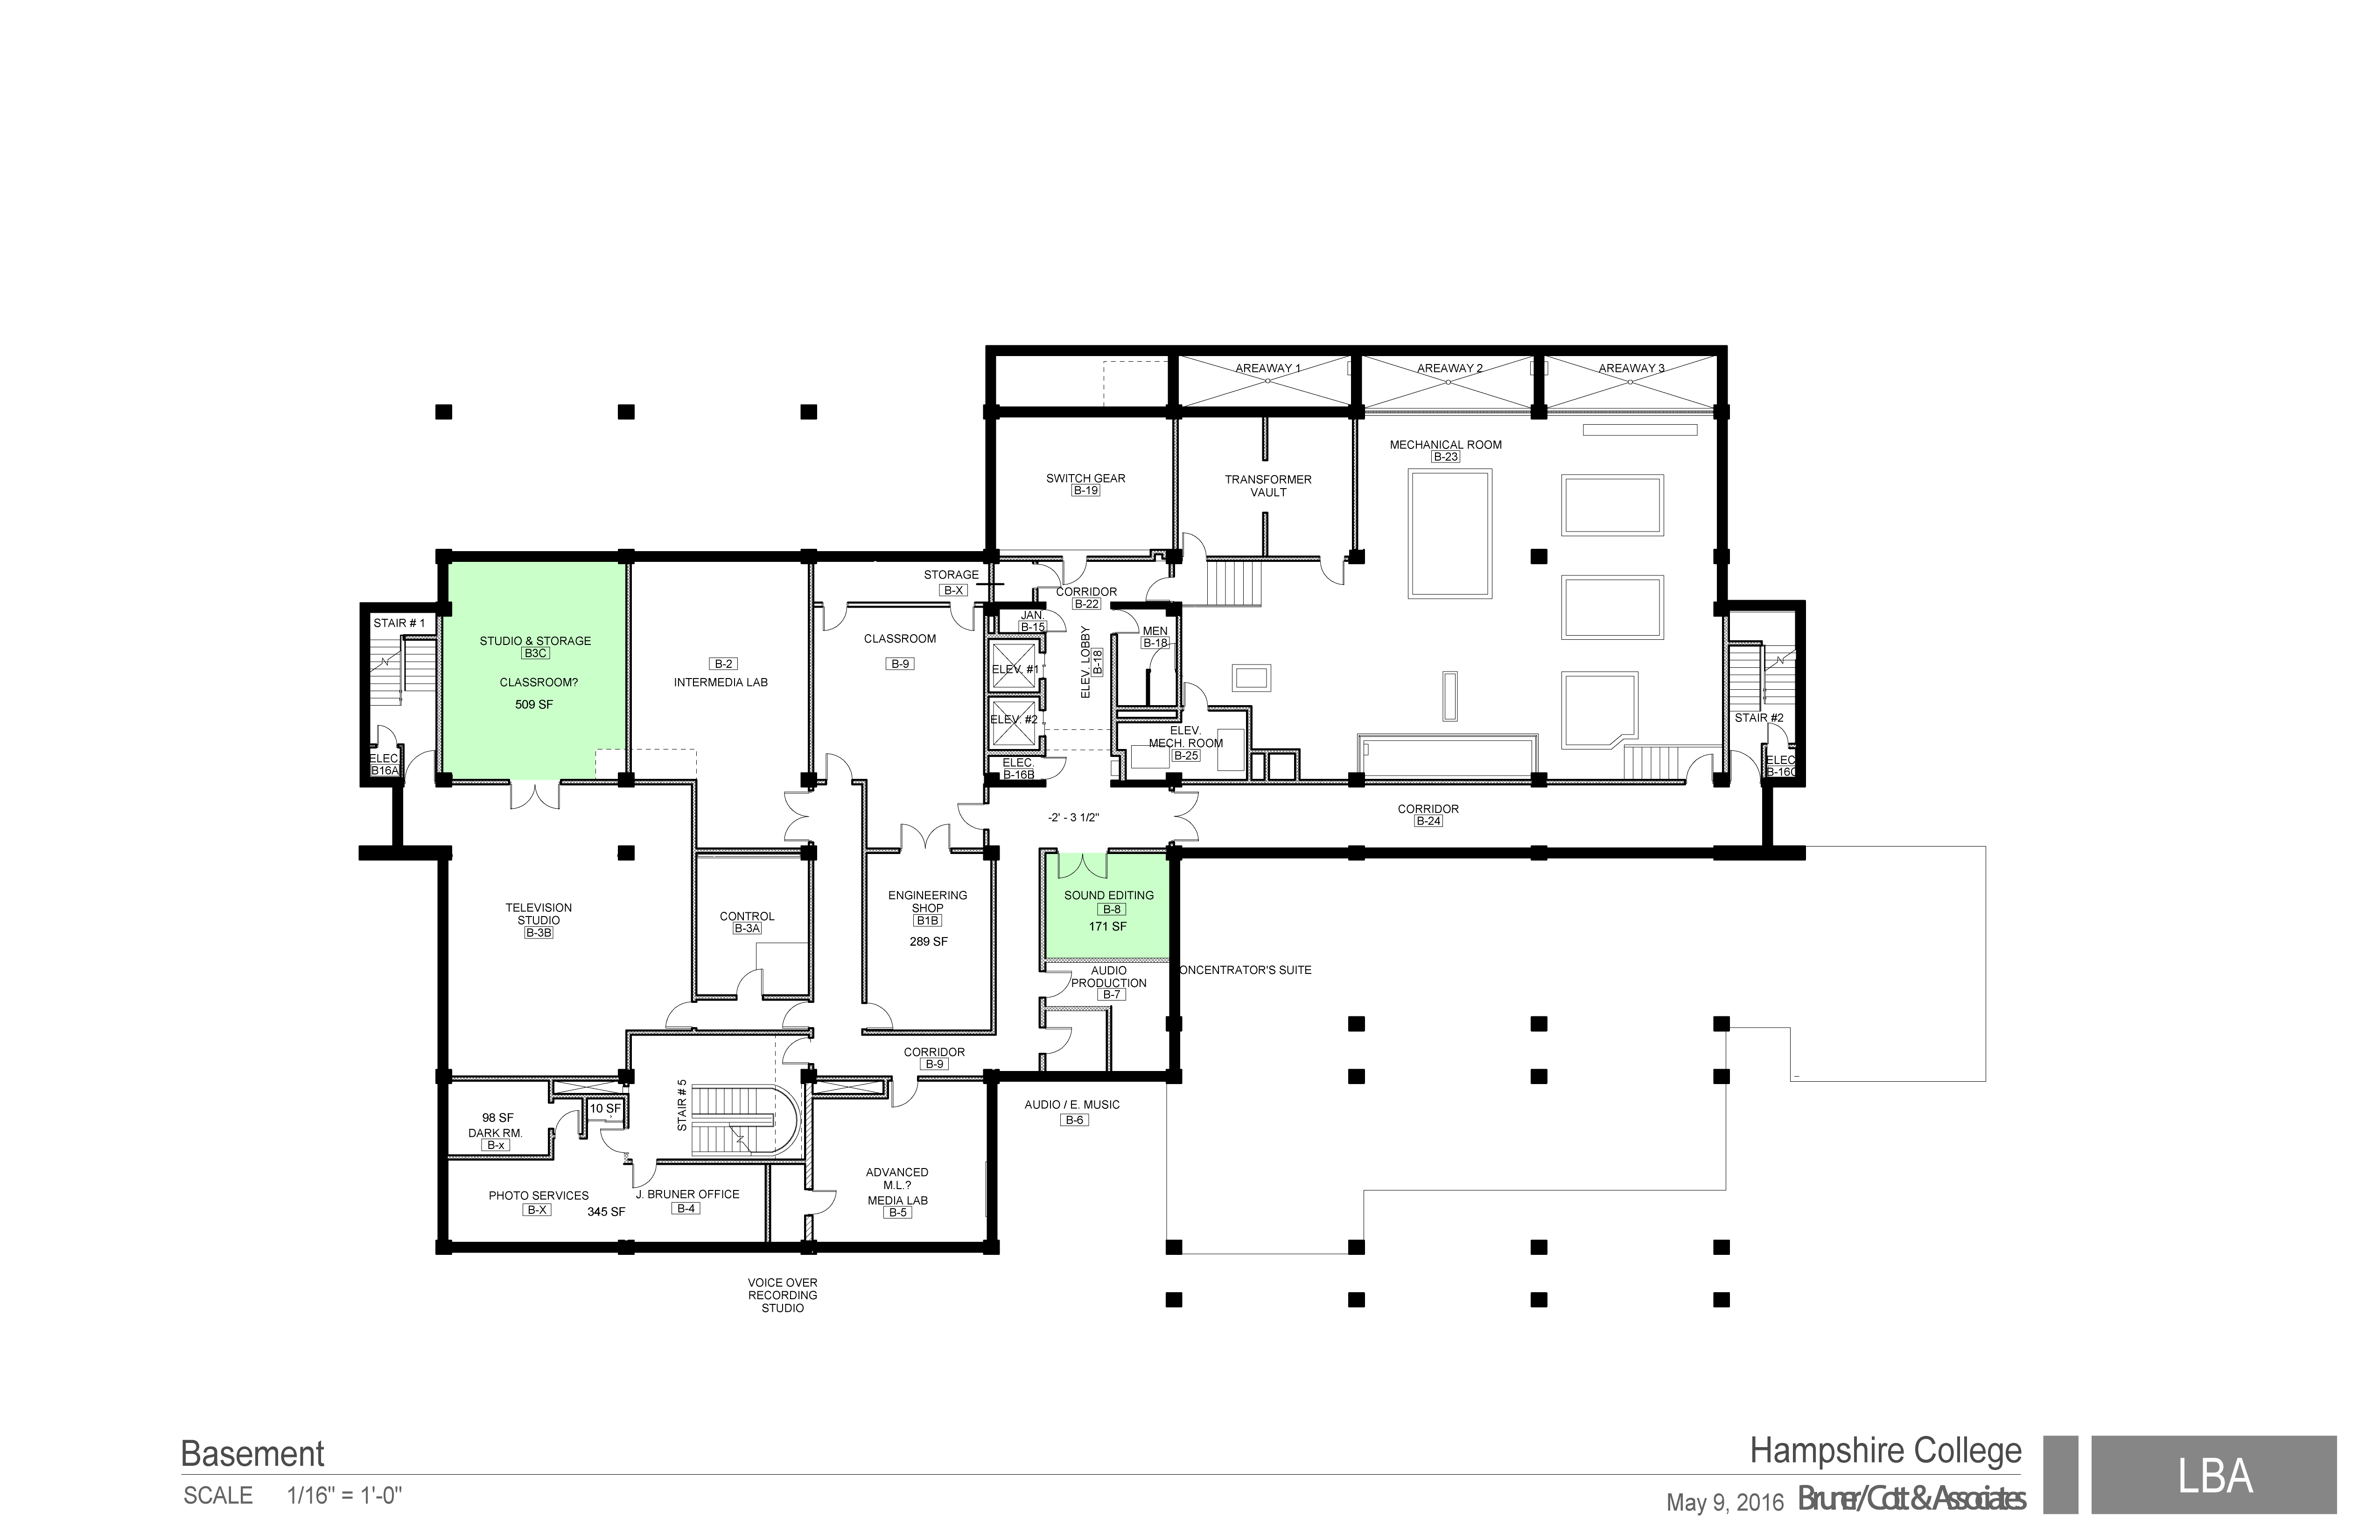 AREAWAY 1
AREAWAY 2
AREAWAY 3
MECHANICAL ROOM
B-23
SWITCH GEAR
B-19
TRANSFORMER
VAULT
STORAGE
B-X
CORRIDOR
B-22
STAIR # 1
JAN.
B-15
MEN
B-18
STUDIO & STORAGE
B3C
CLASSROOM?
509 SF
B-2
INTERMEDIA LAB
CLASSROOM
B-9
ELEV. #1
ELEV. LOBBY
B-18
ELEV. #2
ELEV.
MECH. ROOM
B-25
STAIR #2
ELEC.
B16A
ELEC.
B-16B
ELEC
B-16C
-2' - 3 1/2"
CORRIDOR
B-24
TELEVISION
STUDIO
B-3B
CONTROL
B-3A
ENGINEERING
SHOP
B1B
289 SF
SOUND EDITING
B-8
171 SF
AUDIO
PRODUCTION
B-7
ONCENTRATOR'S SUITE
CORRIDOR
B-9
98 SF
DARK RM.
B-x
10 SF
STAIR # 5
AUDIO / E. MUSIC
B-6
PHOTO SERVICES
B-X
345 SF
J. BRUNER OFFICE
B-4
ADVANCED
M.L.?
MEDIA LAB
B-5
VOICE OVER
RECORDING
STUDIO
Basement
SCALE 1/16" = 1'-0"
Hampshire College
May 9, 2016 Bruner/Cott & Associates
LBA